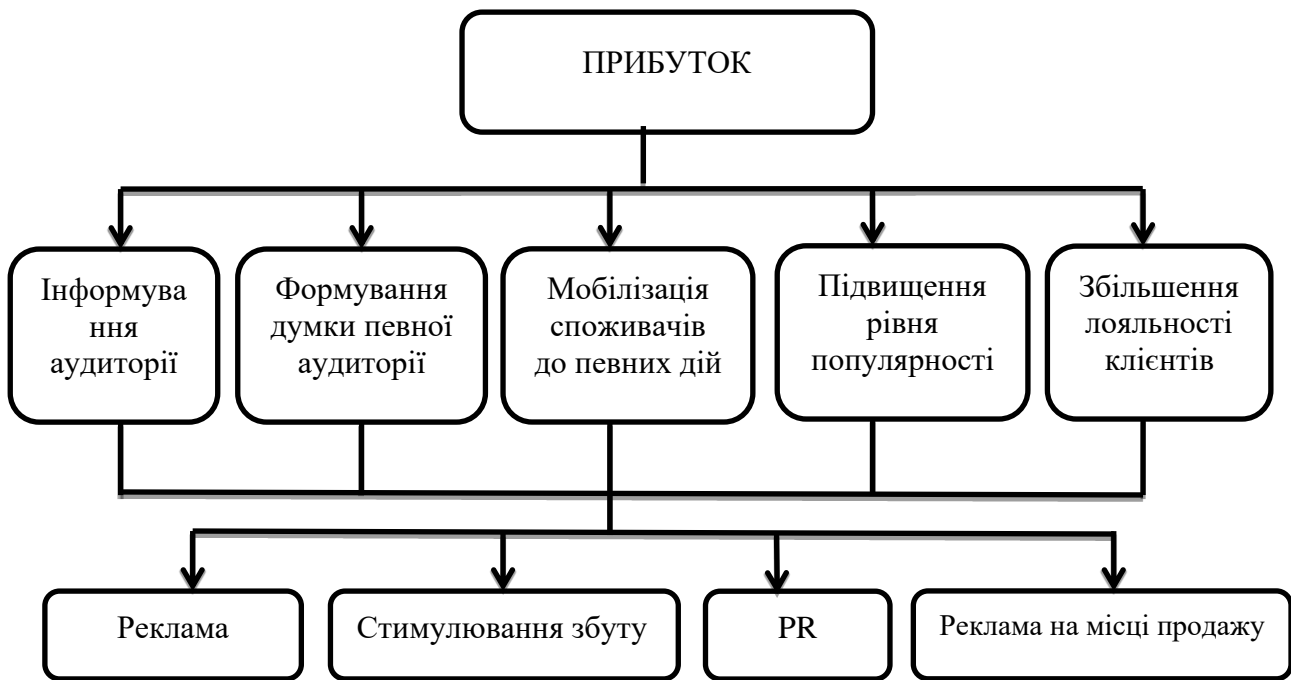 ПРИБУТОК
Інформува
ння
аудиторії
Формування
думки певної
аудиторії
Мобілізація
споживачів
до певних дій
Підвищення
рівня
популярності
Збільшення
лояльності
клієнтів
Реклама
Стимулювання збуту
PR
Реклама на місці продажу